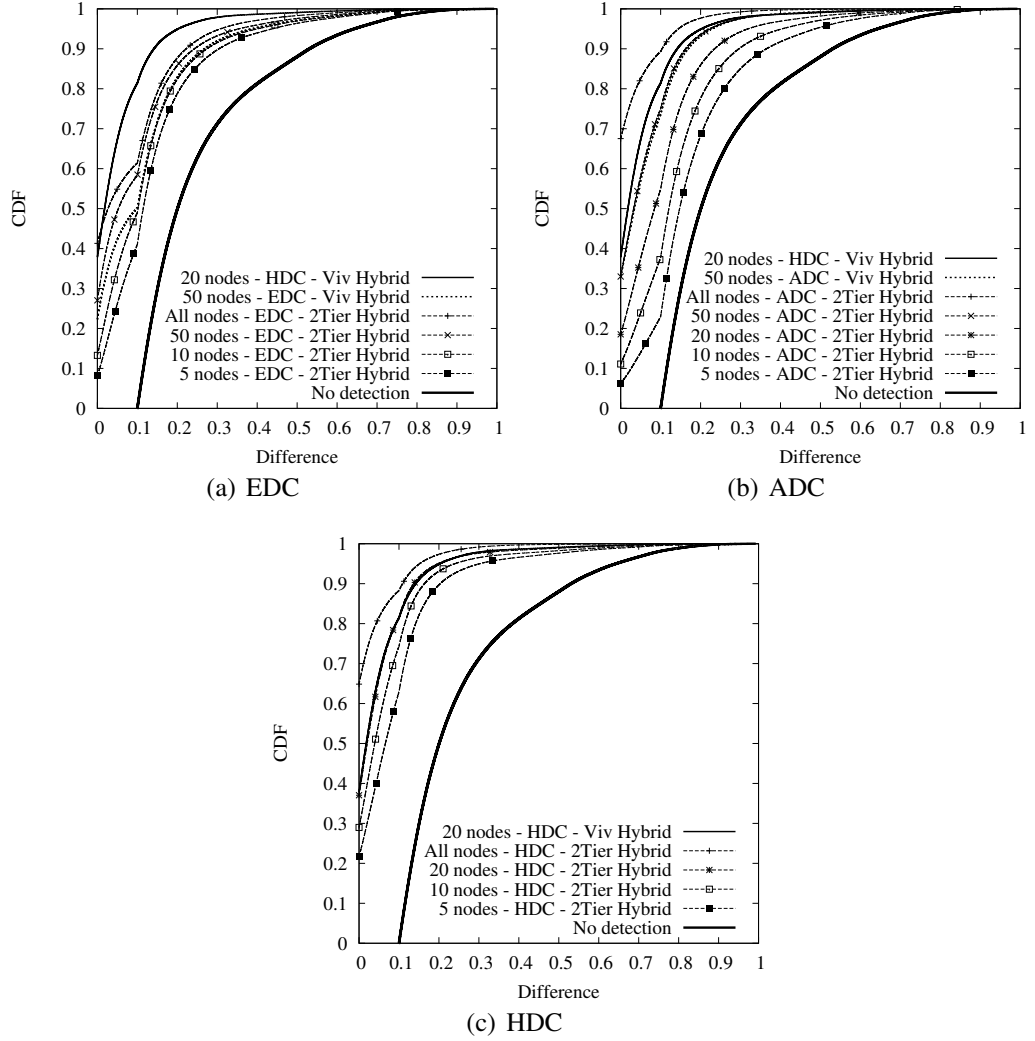 1
0.9
0.8
0.7
0.6
0.5
0.4
0.3
0.2
0.1
0
CDF
20 nodes - HDC - Viv Hybrid
50 nodes - EDC - Viv Hybrid
All nodes - EDC - 2Tier Hybrid
50 nodes - EDC - 2Tier Hybrid
10 nodes - EDC - 2Tier Hybrid
5 nodes - EDC - 2Tier Hybrid
No detection
0 0.1 0.2 0.3 0.4 0.5 0.6 0.7 0.8 0.9 1
Difference
(a) EDC
1
0.9
0.8
0.7
0.6
0.5
0.4
0.3
0.2
0.1
0
CDF
20 nodes - HDC - Viv Hybrid
50 nodes - ADC - Viv Hybrid
All nodes - ADC - 2Tier Hybrid
50 nodes - ADC - 2Tier Hybrid
20 nodes - ADC - 2Tier Hybrid
10 nodes - ADC - 2Tier Hybrid
5 nodes - ADC - 2Tier Hybrid
No detection
0 0.1 0.2 0.3 0.4 0.5 0.6 0.7 0.8 0.9 1
Difference
(b) ADC
1
0.9
0.8
0.7
0.6
0.5
0.4
0.3
0.2
0.1
0
CDF
20 nodes - HDC - Viv Hybrid
All nodes - HDC - 2Tier Hybrid
20 nodes - HDC - 2Tier Hybrid
10 nodes - HDC - 2Tier Hybrid
5 nodes - HDC - 2Tier Hybrid
No detection
0 0.1 0.2 0.3 0.4 0.5 0.6 0.7 0.8 0.9 1
Difference
(c) HDC